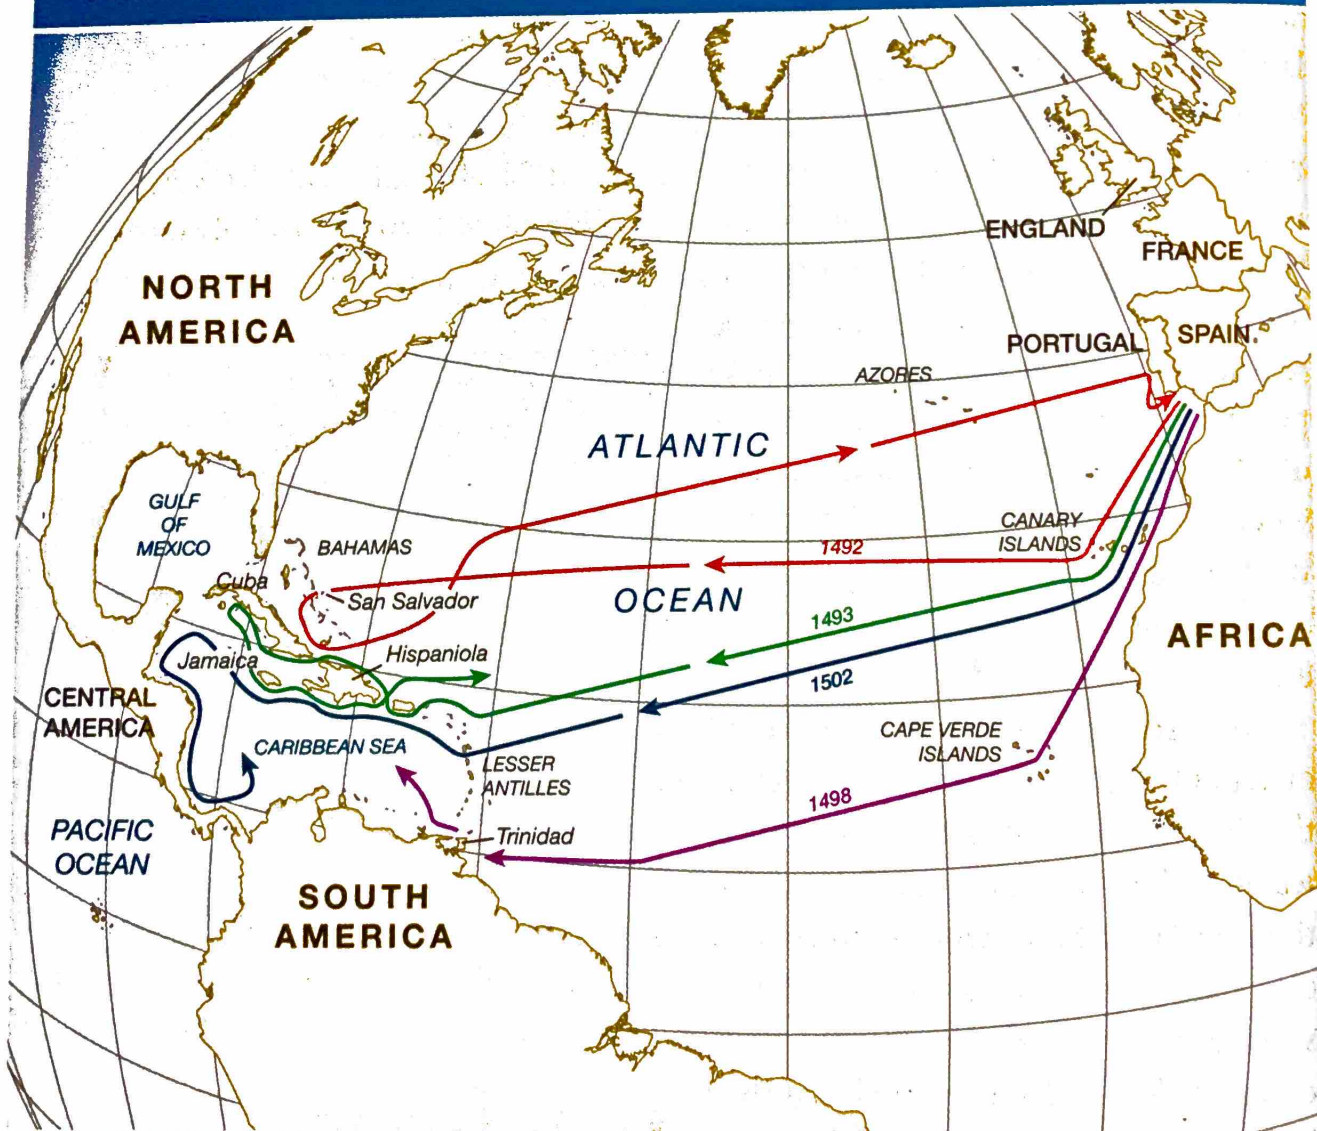 ENGLAND
FRANCE
NORTH
AMERICA
SPAIN
PORTUGAL
AZORES
ATLANTIC
GULF
OF
MEXICO
CANARY
ISLANDS
BAHAMAS
1492
Cuba
San Salvador
OCEAN
1493
AFRICA
Hispaniola
Jamaica
1502
CENTRAL
AMERICA
CARIBBEAN SEA
CAPE VERDE
ISLANDS
LESSER
ANTILLES
1498
PACIFIC
OCEAN
Trinidad
SOUTH
AMERICA